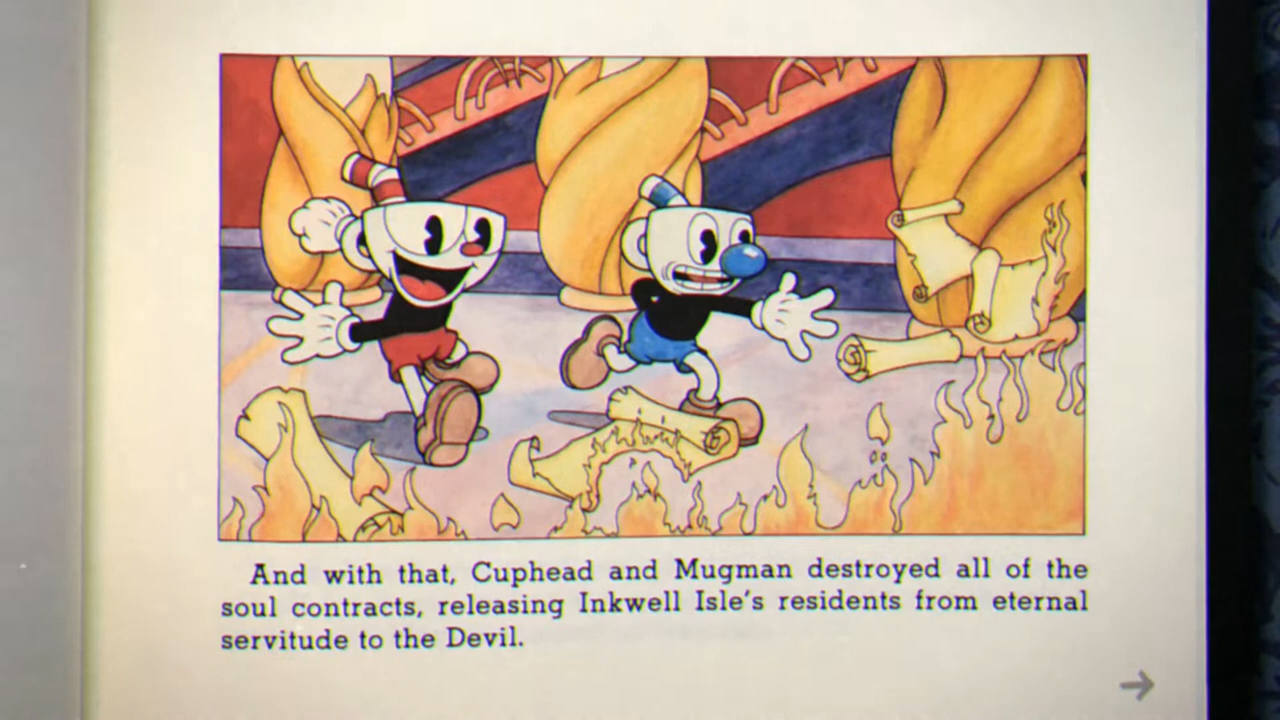 And with that, Cuphead and Mugman destroyed all of the
soul contracts, releasing Inkwell Isle's residents from eternal
servitude to the Devil.